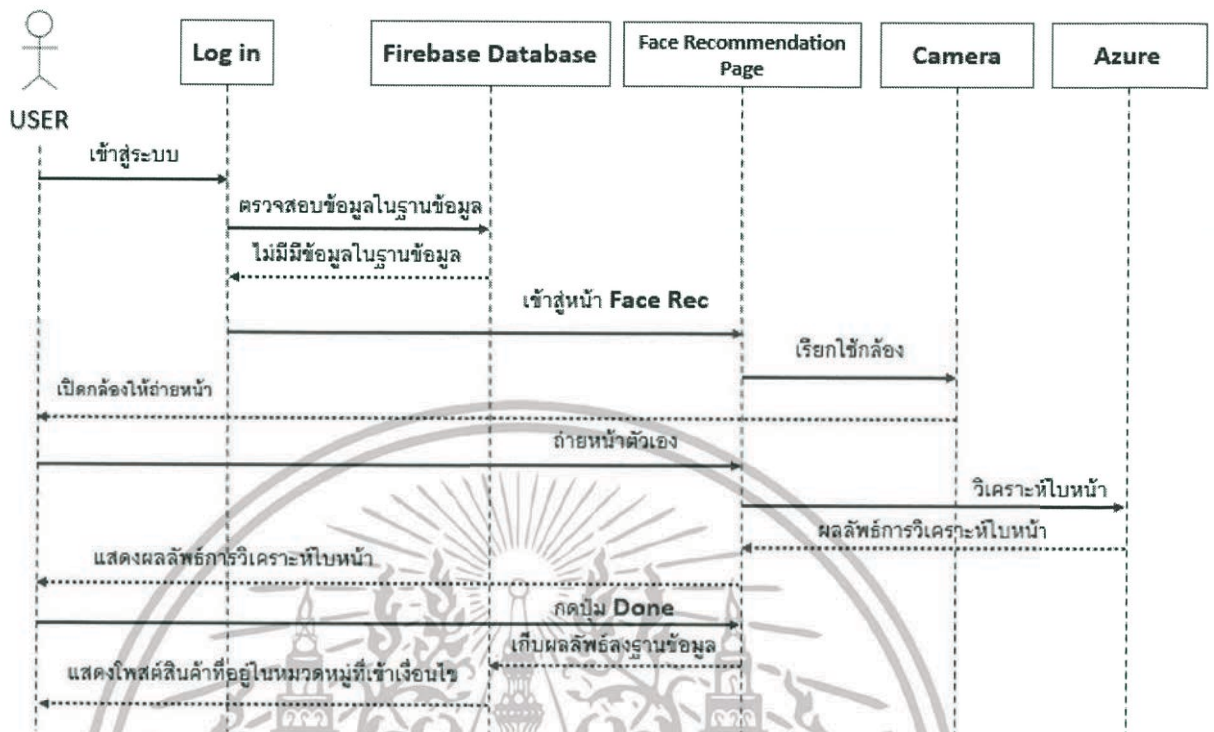 Log in
Firebase Database
Face Recommendation
Page
Camera
Azure
USER
เข้าสู่ระบบ
ตรวจสอบข้อมูลในฐานข้อมูล
ไม่มีมีข้อมูลในฐานข้อมูล
เข้าสู่หน้า Face Rec
เรียกใช้กล้อง
เปิดกล้องให้ถ่ายหน้า
ถ่ายหน้าตัวเอง
วิเคราะห์ใบหน้า
ผลลัพธ์การวิเคราะห์ใบหน้า
แสดงผลลัพธ์การวิเคราะห์ใบหน้า
กดปุ่ม Done
เก็บผลลัพธ์ลงฐานข้อมูล
แสดงโพสต์สินค้าที่อยู่ในหมวดหมู่ที่เข้าเงื่อนไข